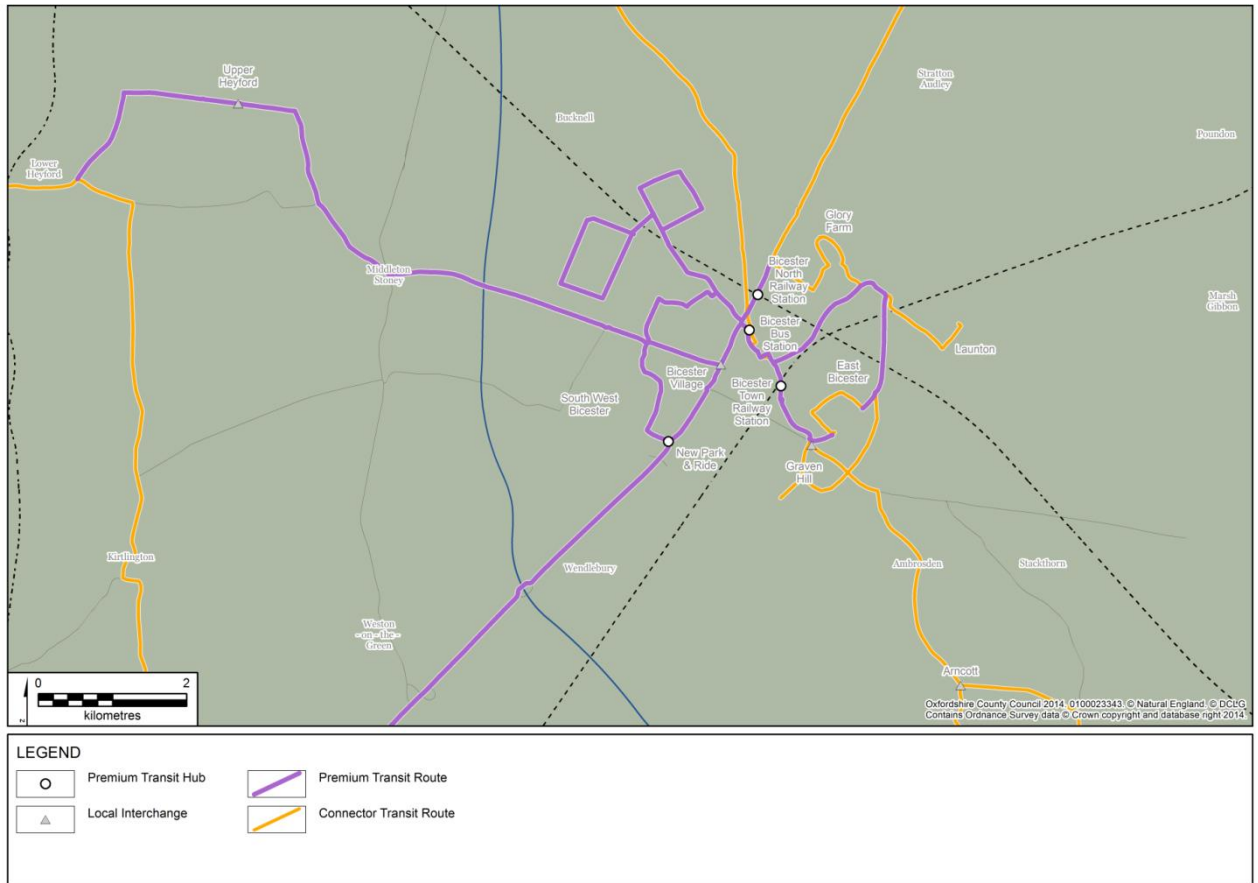 Upper
Heyford
Stratton
Audley
Bucknell
Poundon
Lower
Heyford
Glory
Farm
Middleton
Stoney
Bicester
North
Railway
Station
Marsh
Gibbon
Bicester
Bus
Station
Launton
East
Bicester
Bicester
Village
Bicester
Town
Railway
Station
South West
Bicester
New Park
& Ride
Graven
Hill
Kirtlington
Wendlebury
Ambrosden
Stackthorn
Weston
- on - the -
Green
Arncott
0 2
kilometres
z
Oxfordshire County Council 2014. 0100023343. © Natural England. © DCLG
Contains Ordnance Survey data © Crown copyright and database right 2014
LEGEND
Premium Transit Hub
Premium Transit Route
Local Interchange
Connector Transit Route